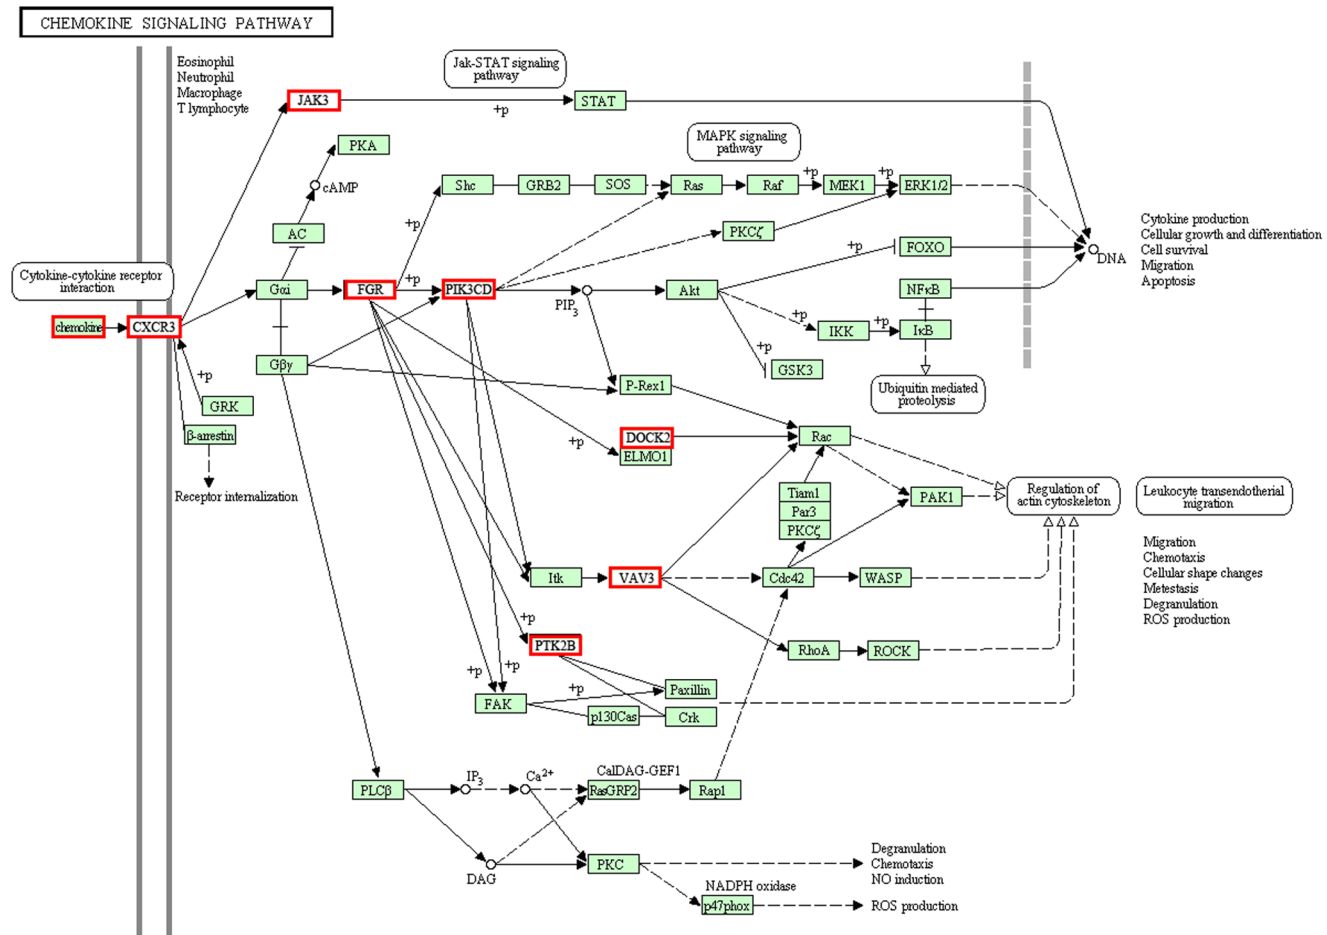 CHEMOKINE SIGNALING PATHWAY
Eosinophil
Neutrophil
Macrophage
T lymphocyte
Jak-STAT signaling
pathway
JAK3
+p
STAT
PKA
cAMP
AC
MAPK signaling
pathway
Shc
GRB2
SOS
Ras
Raf
+p
MEK1
+p
ERK1/2
+p
PKCζ
+p
FOXO
DNA
Cytokine production
Cellular growth and differentiation
Cell survival
Migration
Apoptosis
Cytokine-cytokine receptor
interaction
chemokine
CXCR3
Gαi
FGR
+p
PIK3CD
PIP3
Akt
NFκB
+p
IKK
+p
IκB
+p
GSK3
Ubiquitin mediated
proteolysis
Gβγ
+p
GRK
β-arrestin
Receptor internalization
P-Rex1
+p
DOCK2
ELMO1
Rac
Tiam1
Par3
PKCζ
PAK1
Regulation of
actin cytoskeleton
Leukocyte transendotherial
migration
Migration
Chemotaxis
Cellular shape changes
Metestasis
Degranulation
ROS production
Itk
VAV3
Cdc42
WASP
+p
PTK2B
RhoA
ROCK
+p
+p
FAK
+p
Paxillin
p130Cas
Crk
PLCβ
IP3
Ca2+
CalDAG-GEF1
RasGRP2
Rap1
DAG
PKC
Degranulation
Chemotaxis
NO induction
NADPH oxidase
p47phox
ROS production